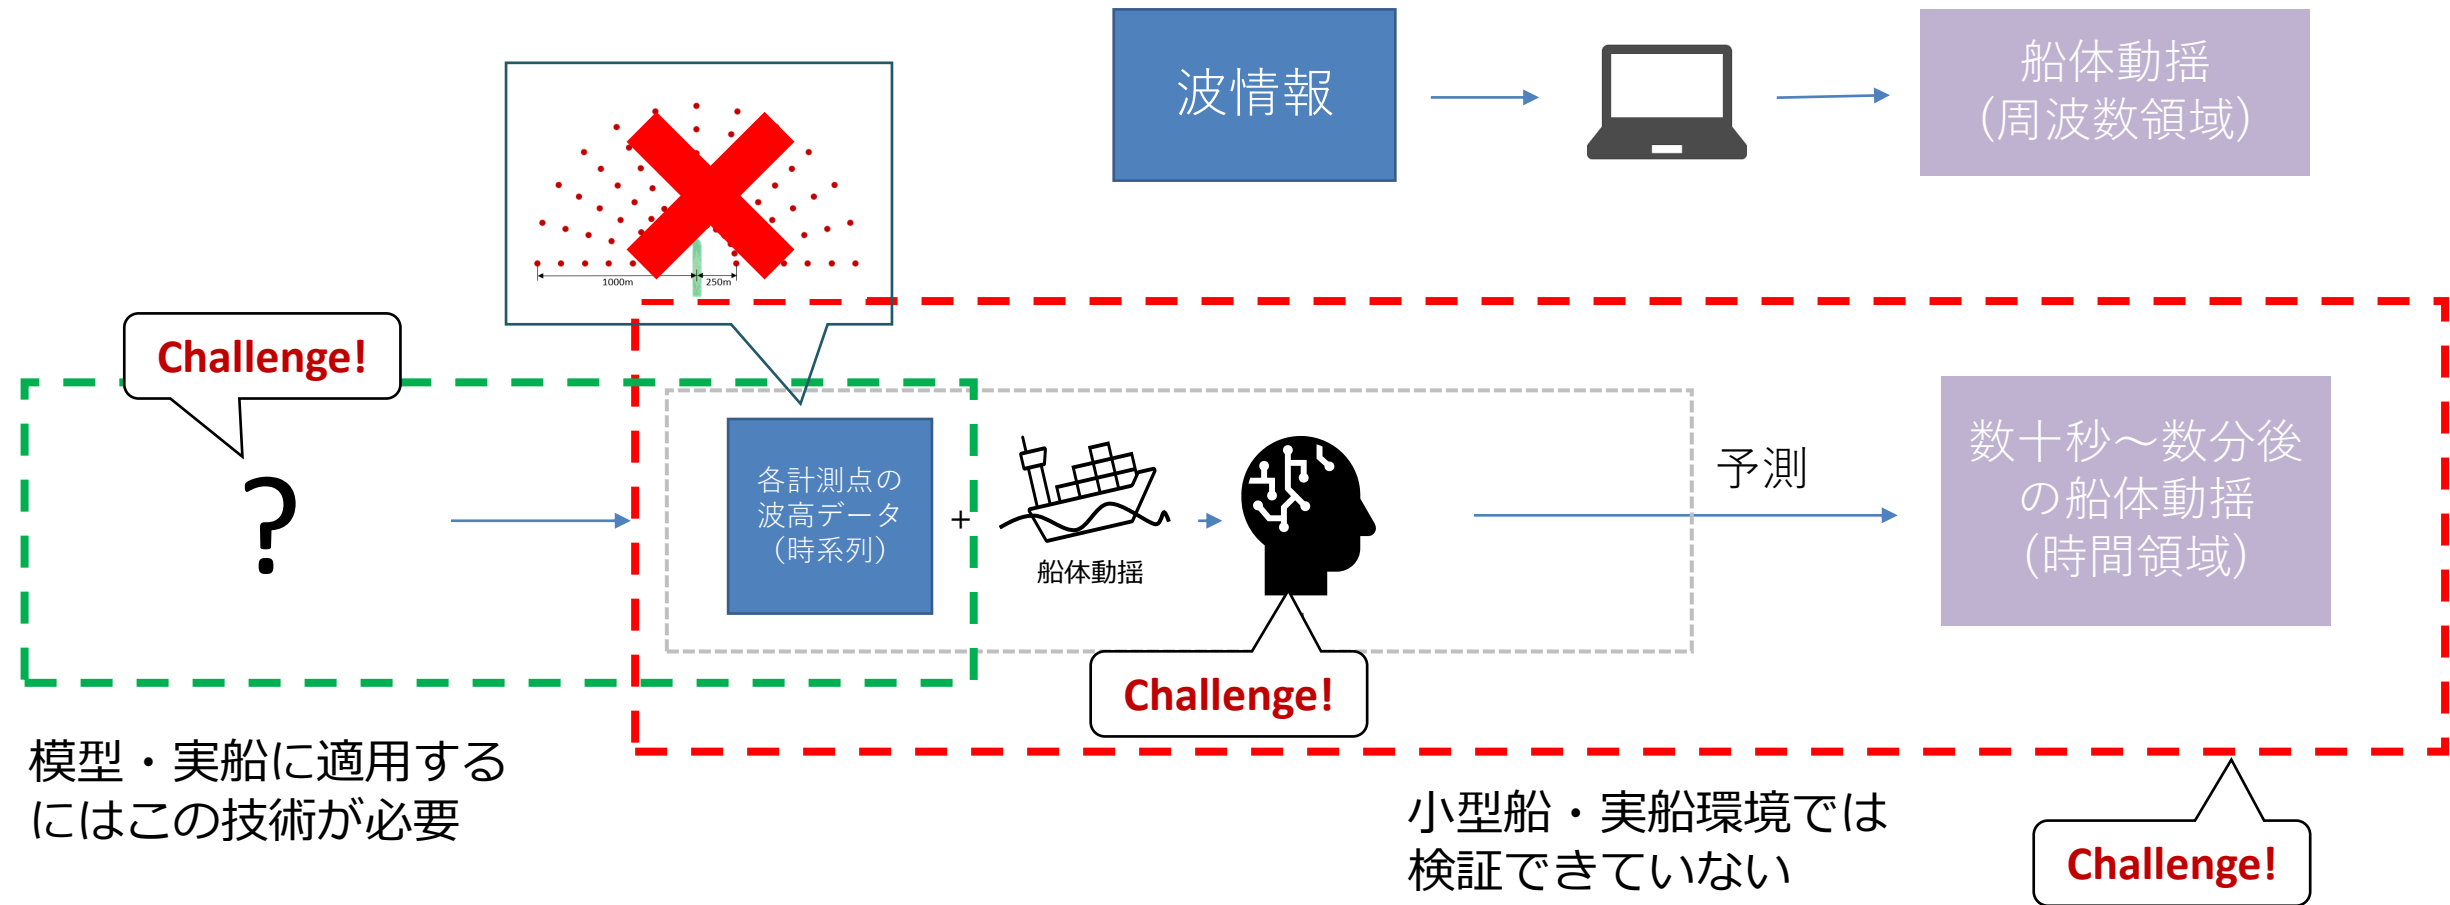 波情報
船体動揺
(周波数領域)
1000m
250m
Challenge!
?
各計測点の
波高データ
（時系列）
+
船体動揺
予測
数十秒～数分後
の船体動揺
(時間領域)
Challenge!
模型・実船に適用する
にはこの技術が必要
小型船・実船環境では
検証できていない
Challenge!